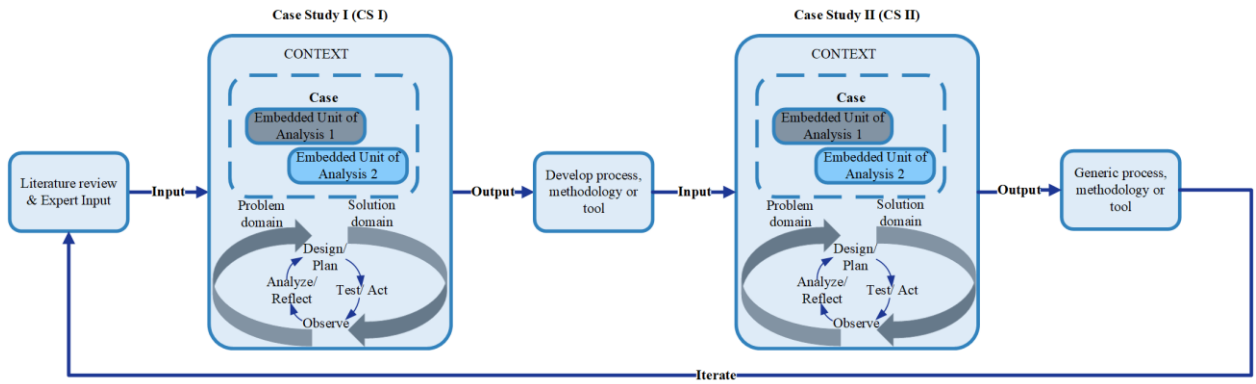 Case Study I (CS I)
CONTEXT
Case
Embedded Unit of
Analysis 1
Embedded Unit of
Analysis 2
Literature review
& Expert Input
Input
Problem
domain
Solution
domain
Design/
Plan
Analyze/
Reflect
Test/ Act
Observe
Output
Develop process,
methodology or
tool
Input
Case Study II (CS II)
CONTEXT
Case
Embedded Unit of
Analysis 1
Embedded Unit of
Analysis 2
Problem
domain
Solution
domain
Design/
Plan
Analyze/
Reflect
Test/ Act
Observe
Output
Generic process,
methodology or
tool
Iterate